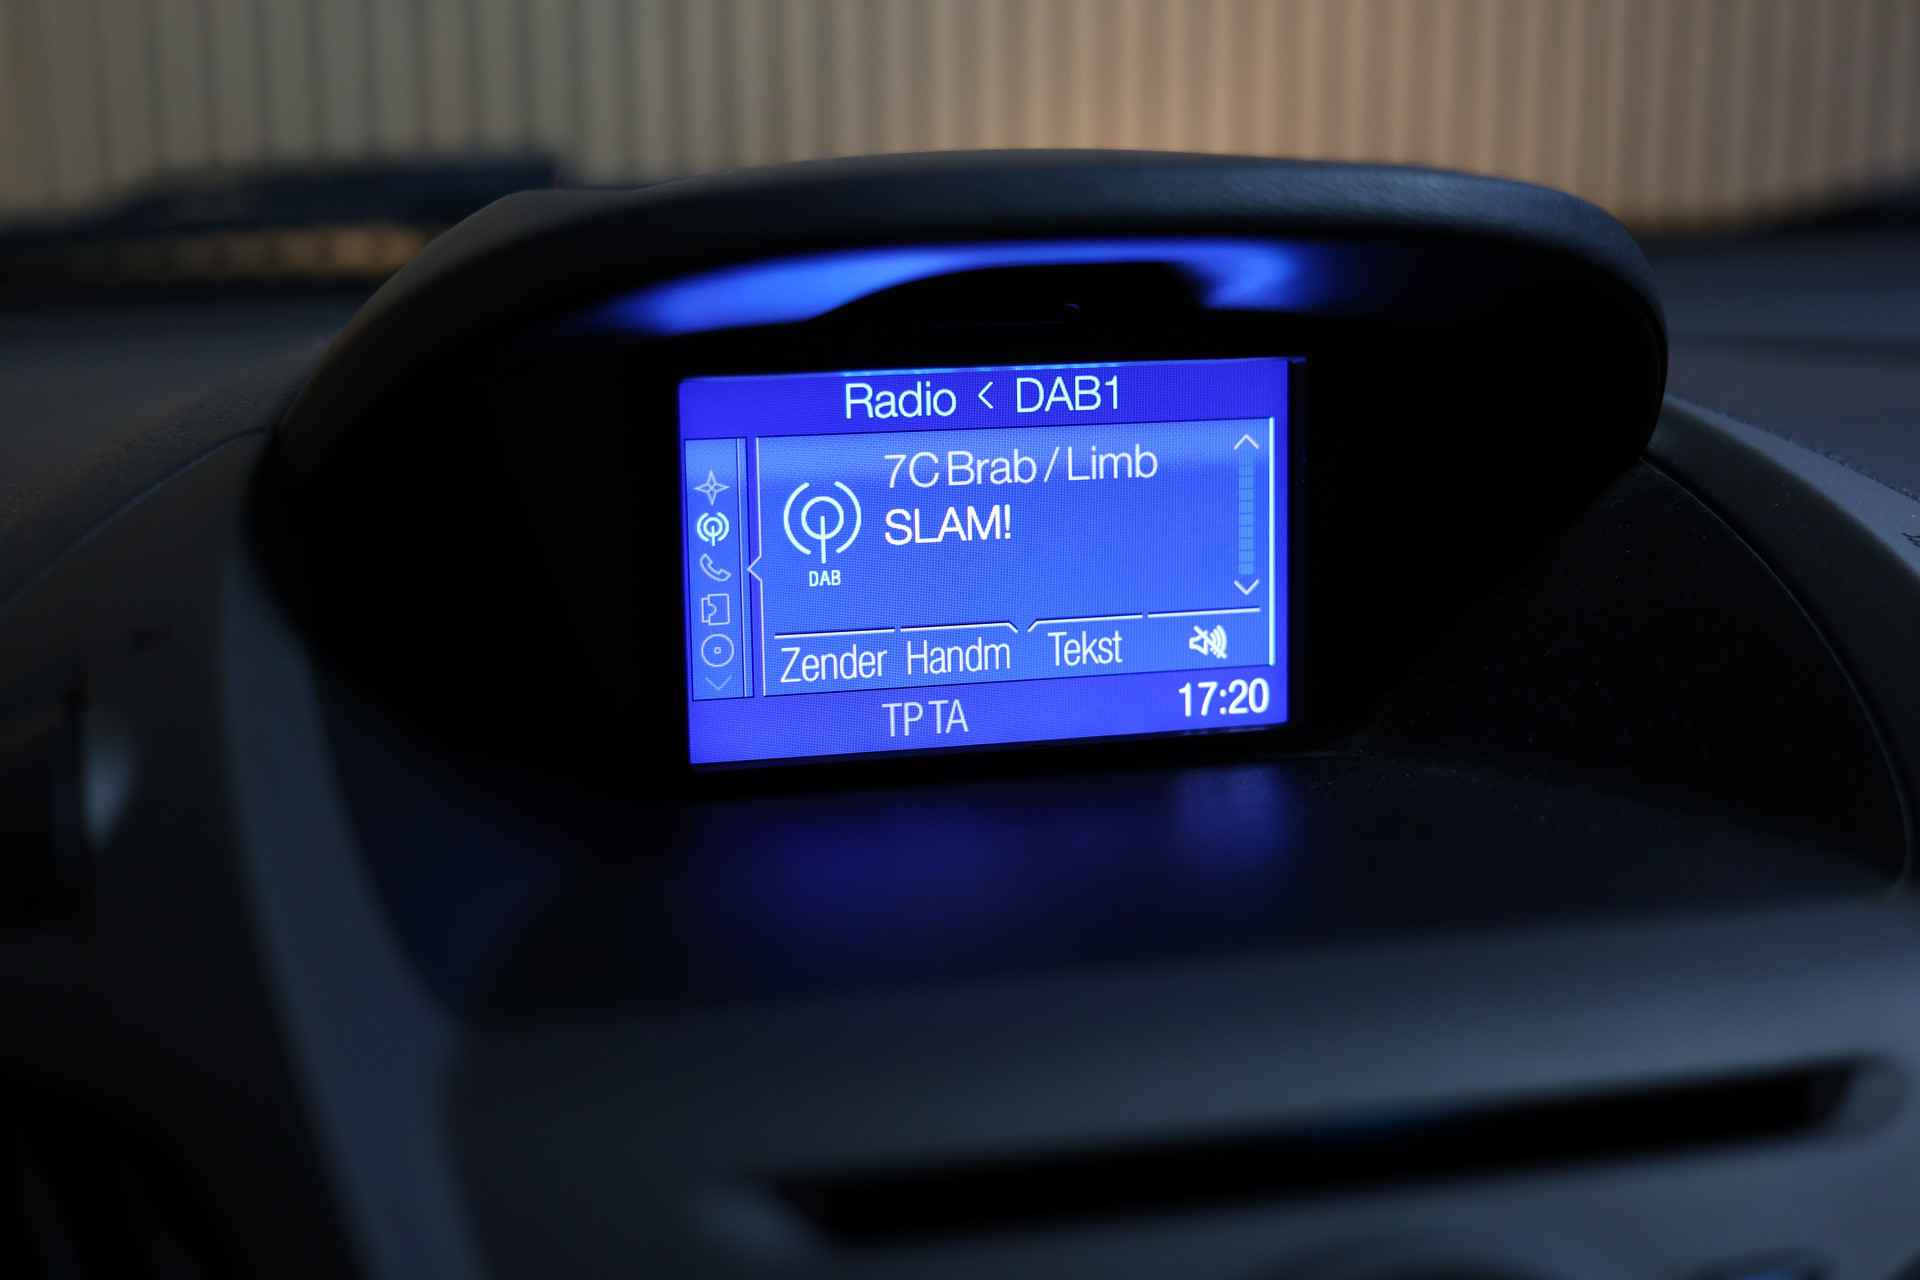 Radio < DAB1
7C Brab / Limb
SLAM!
DAB
Zender Handm Tekst
TP TA
17:20